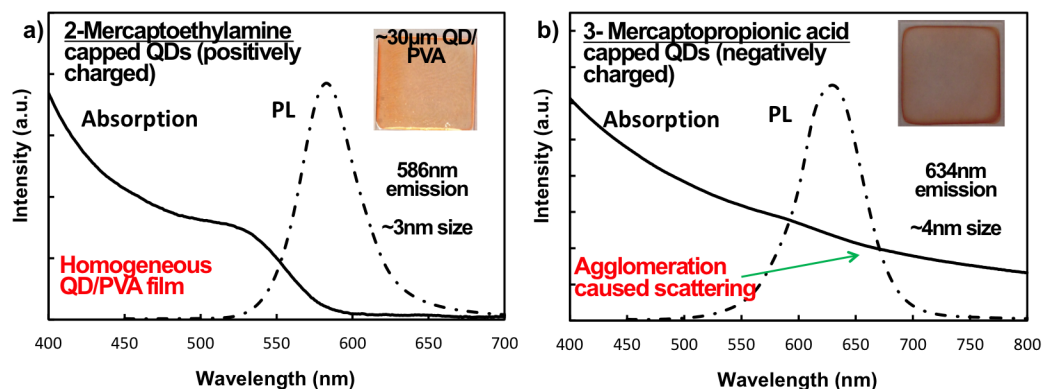 a)
2-Mercaptoethylamine
capped QDs (positively
charged)
~30µm QD/
PVA
Absorption
PL
586nm
emission
~3nm size
Homogeneous
QD/PVA film
Intensity (a.u.)
400 450 500 550 600 650 700
Wavelength (nm)
b)
3- Mercaptopropionic acid
capped QDs (negatively
charged)
Absorption
PL
634nm
emission
~4nm size
Agglomeration
caused scattering
Intensity (a.u.)
400 450 500 550 600 650 700 750 800
Wavelength (nm)